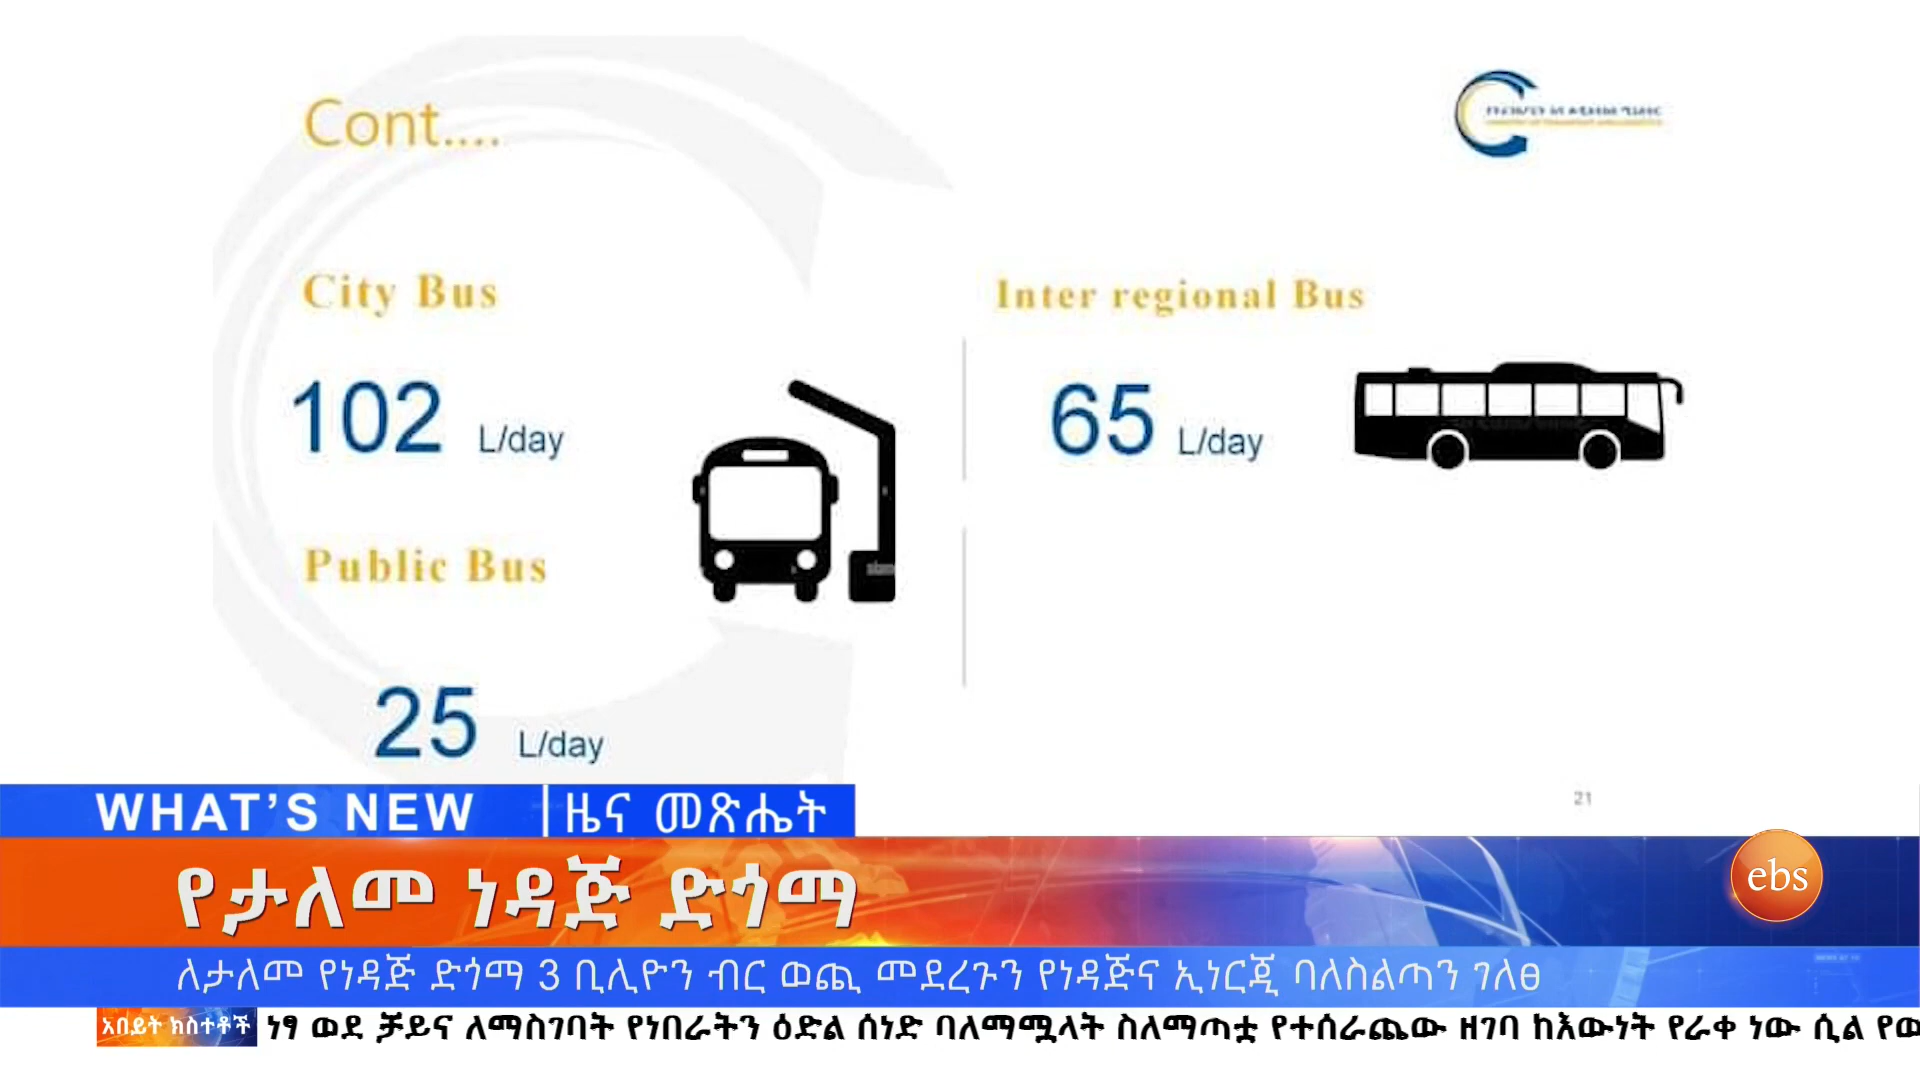 Cont....
City Bus
Inter regional Bus
102 L/day
65 L/day
Public Bus
25 L/day
21
WHAT’S NEW |ዜና መጽሔት
የታለመ ነዳጅ ድጎማ
ebs
ለታለመ የነዳጅ ድጎማ 3 ቢሊዮን ብር ወጪ መደረጉን የነዳጅና ኢነርጂ ባለስልጣን ገለፀ
አበይት ክስተቶች ነፃ ወደ ቻይና ለማስገባት የነበራትን ዕድል ሰነድ ባለማሟላት ስለማጣቷ የተሰራጨው ዘገባ ከእውነት የራቀ ነው ሲል የ